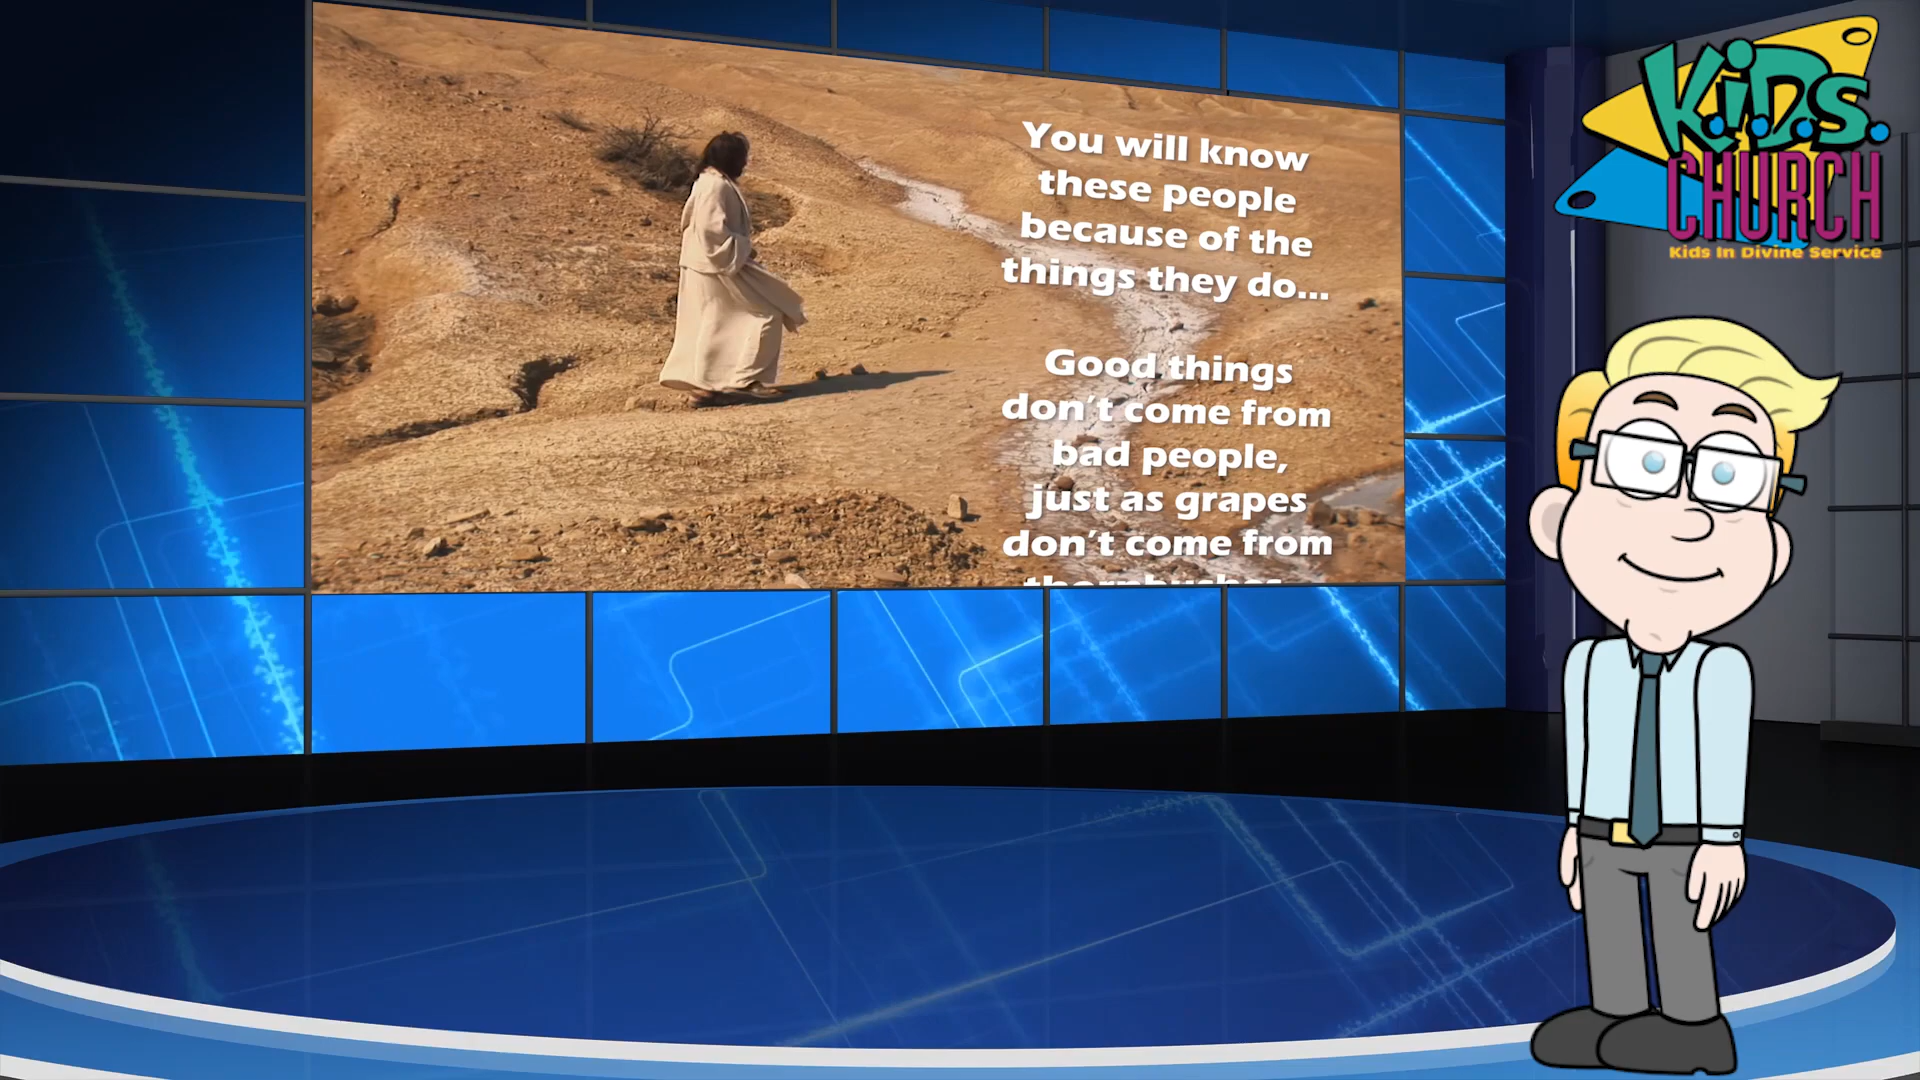 You will know
these people
because of the
things they do...
Good things
don't come from
bad people,
just as grapes
don't come from
thornbushes
K.i.D.S.
CHURCH
Kids In Divine Service